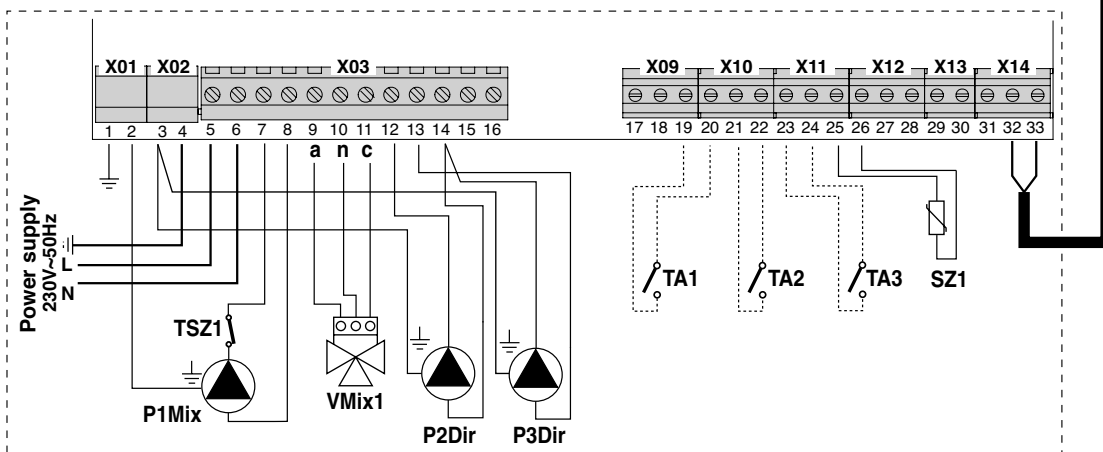 X01 X02 X03 X09 X10 X11 X12 X13 X14
1 2 3 4 5 6 7 8 9 10 11 12 13 14 15 16 17 18 19 20 21 22 23 24 25 26 27 28 29 30 31 32 33
a n c
Power supply
230V~50Hz
L
N
TA1 TA2 TA3 SZ1
TSZ1
P1Mix VMix1
P2Dir P3Dir